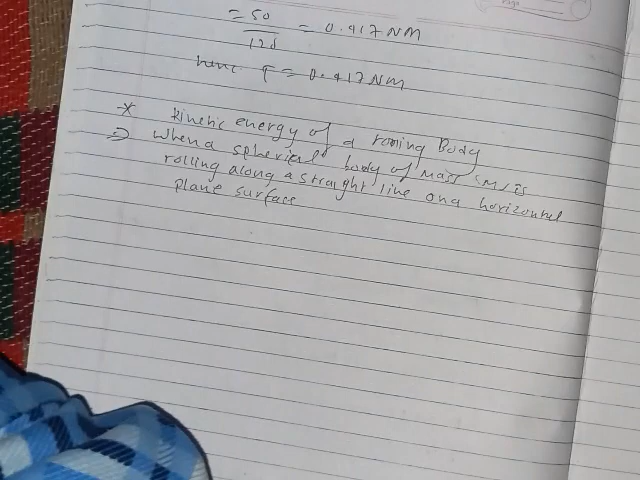 = 50 / 120 = 0.417 NM
hence τ = 0.417 NM
* kinetic energy of a rolling Body
⇒ when a spherical body of mass 'M' is
rolling along a straight line on a horizontal
plane surface